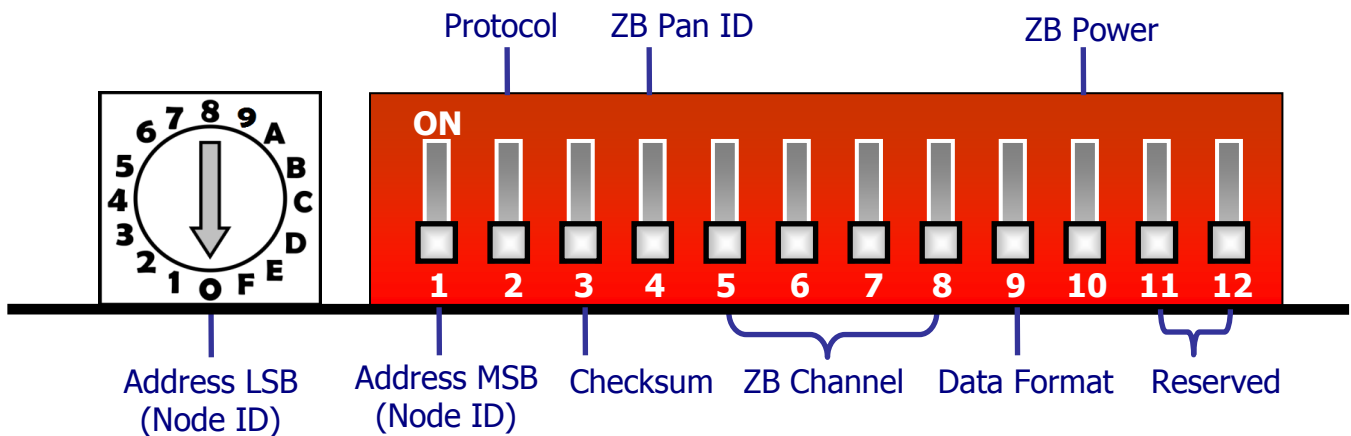 Protocol ZB Pan ID ZB Power
ON
8
7 9
6 A
5 B
4 C
3 D
2 E
1 0 F
1 2 3 4 5 6 7 8 9 10 11 12
Address LSB
(Node ID)
Address MSB
(Node ID)
Checksum
ZB Channel
Data Format
Reserved